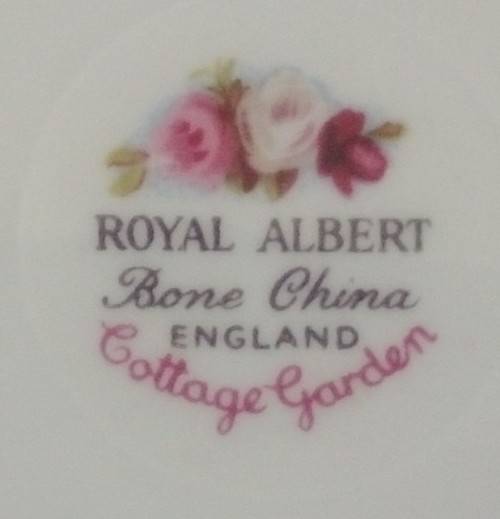 ROYAL ALBERT
Bone China
ENGLAND
Cottage Garden